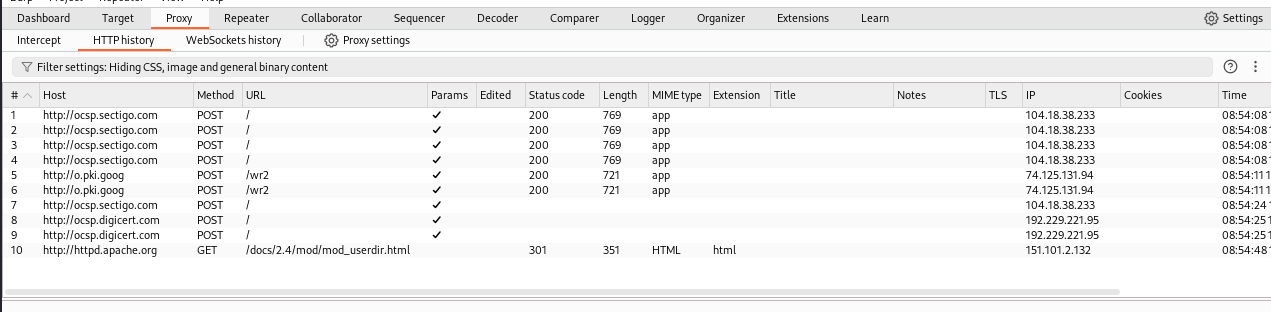 Burp Project Repeater View Help
Dashboard Target Proxy Repeater Collaborator Sequencer Decoder Comparer Logger Organizer Extensions Learn Settings
Intercept HTTP history WebSockets history Proxy settings
Filter settings: Hiding CSS, image and general binary content
# Host Method URL Params Edited Status code Length MIME type Extension Title Notes TLS IP Cookies Time
1 http://ocsp.sectigo.com POST / ✓ 200 769 app 104.18.38.233 08:54:08
2 http://ocsp.sectigo.com POST / ✓ 200 769 app 104.18.38.233 08:54:08
3 http://ocsp.sectigo.com POST / ✓ 200 769 app 104.18.38.233 08:54:08
4 http://ocsp.sectigo.com POST / ✓ 200 769 app 104.18.38.233 08:54:08
5 http://o.pki.goog POST /wr2 ✓ 200 721 app 74.125.131.94 08:54:11
6 http://o.pki.goog POST /wr2 ✓ 200 721 app 74.125.131.94 08:54:11
7 http://ocsp.sectigo.com POST / ✓ 104.18.38.233 08:54:24
8 http://ocsp.digicert.com POST / ✓ 192.229.221.95 08:54:25
9 http://ocsp.digicert.com POST / ✓ 192.229.221.95 08:54:25
10 http://httpd.apache.org GET /docs/2.4/mod/mod_userdir.html 301 351 HTML html 151.101.2.132 08:54:48